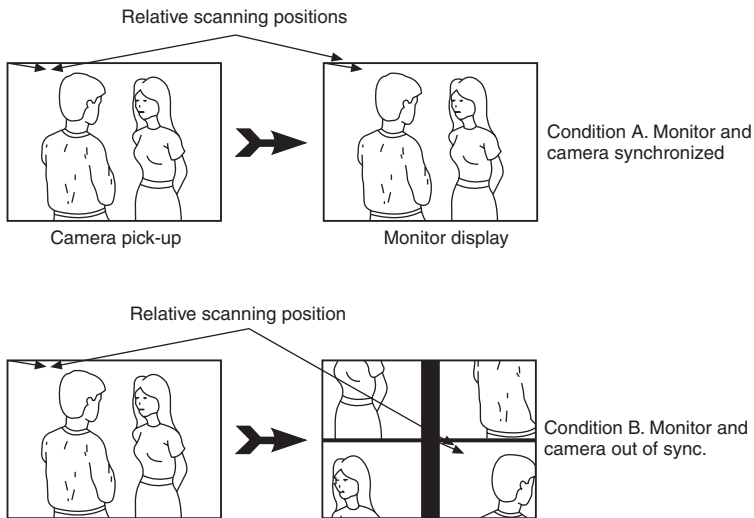 Relative scanning positions
Condition A. Monitor and
camera synchronized
Camera pick-up
Monitor display
Relative scanning position
Condition B. Monitor and
camera out of sync.